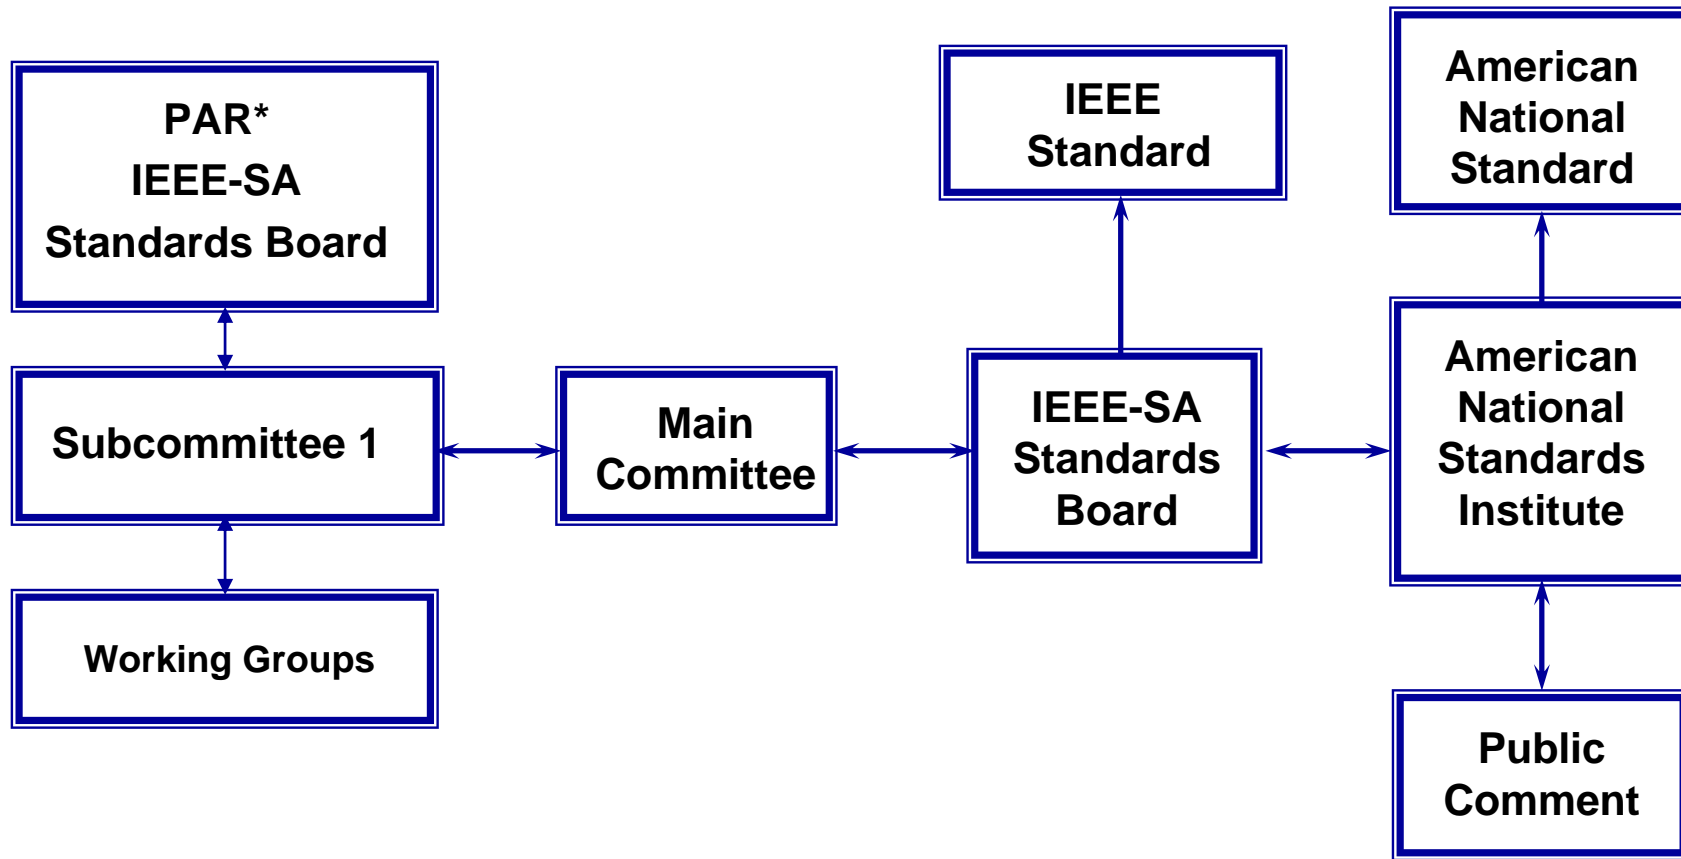 PAR*
IEEE-SA
Standards Board
Subcommittee 1
Working Groups
Main
Committee
IEEE
Standard
IEEE-SA
Standards
Board
American
National
Standard
American
National
Standards
Institute
Public
Comment